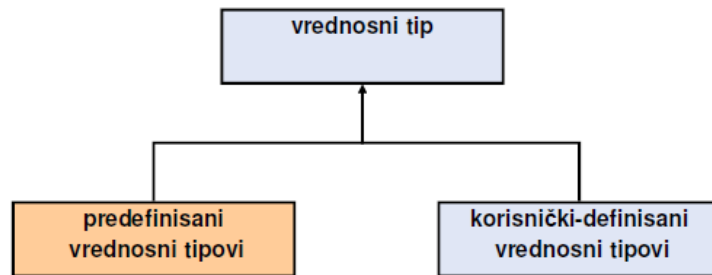 vrednosni tip
predefinisani
vrednosni tipovi
korisnički-definisani
vrednosni tipovi